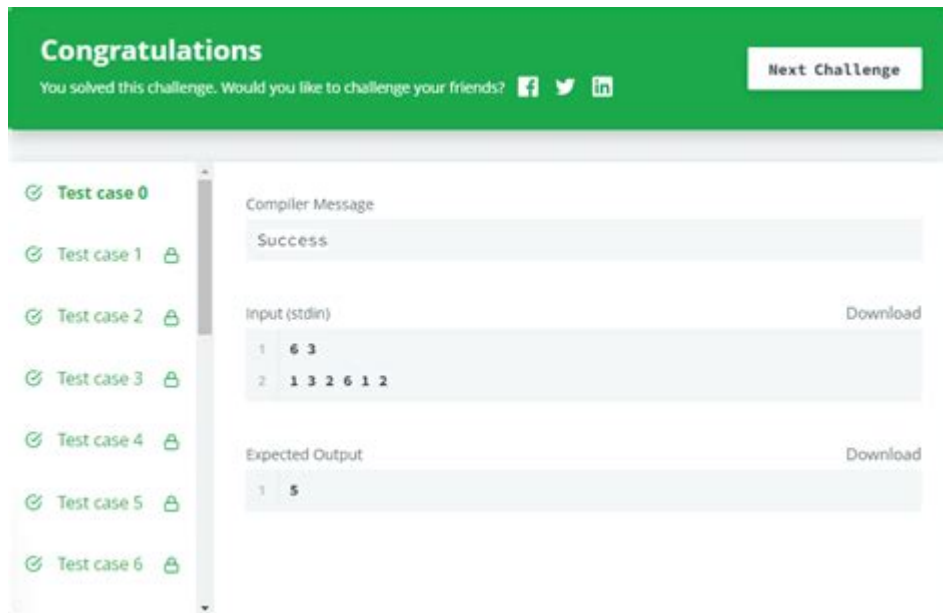 Congratulations
You solved this challenge. Would you like to challenge your friends?
Next Challenge
Test case 0
Test case 1
Test case 2
Test case 3
Test case 4
Test case 5
Test case 6
Compiler Message
Success
Input (stdin)
Download
1 6 3
2 1 3 2 6 1 2
Expected Output
Download
1 5